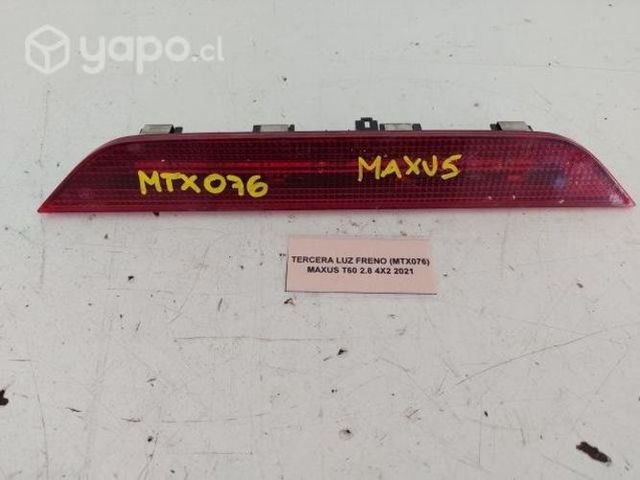 yapo.cl
MTX076
MAXUS
TERCERA LUZ FRENO (MTX076)
MAXUS T60 2.8 4X2 2021